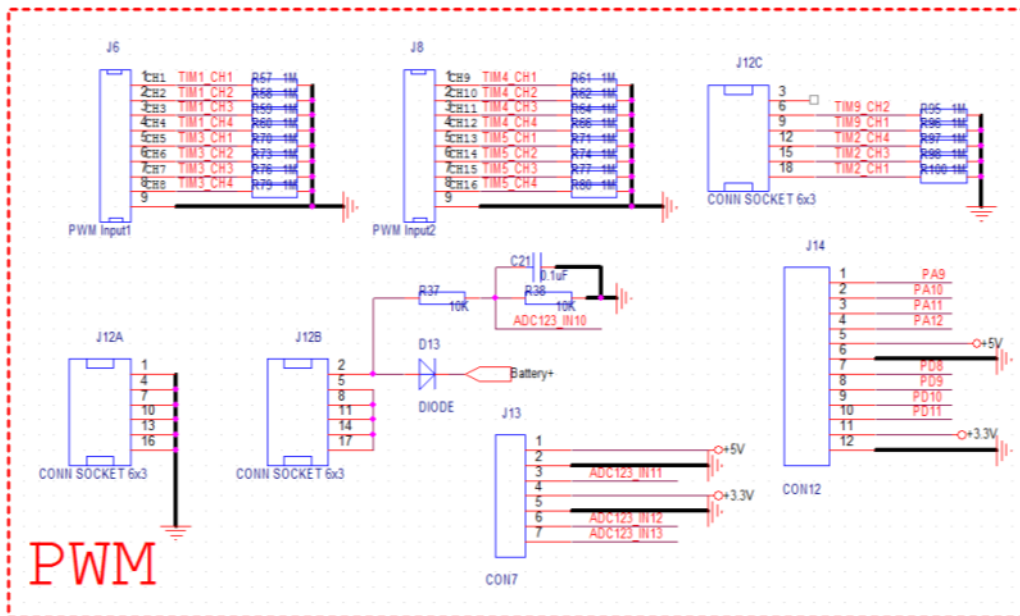 J6
1 CH1 TIM1_CH1 R57 1M
2 CH2 TIM1_CH2 R58 1M
3 CH3 TIM1_CH3 R59 1M
4 CH4 TIM1_CH4 R60 1M
5 CH5 TIM3_CH1 R70 1M
6 CH6 TIM3_CH2 R73 1M
7 CH7 TIM3_CH3 R76 1M
8 CH8 TIM3_CH4 R79 1M
9
PWM Input1
J8
1 CH9 TIM4_CH1 R61 1M
2 CH10 TIM4_CH2 R62 1M
3 CH11 TIM4_CH3 R64 1M
4 CH12 TIM4_CH4 R66 1M
5 CH13 TIM5_CH1 R71 1M
6 CH14 TIM5_CH2 R74 1M
7 CH15 TIM5_CH3 R77 1M
8 CH16 TIM5_CH4 R80 1M
9
PWM Input2
J12C
3
6 TIM9_CH2 R95 1M
9 TIM9_CH1 R96 1M
12 TIM2_CH4 R97 1M
15 TIM2_CH3 R98 1M
18 TIM2_CH1 R100 1M
CONN SOCKET 6x3
C21
0.1uF
R37
10K
R38
10K
ADC123_IN10
J12A
1
4
7
10
13
16
CONN SOCKET 6x3
J12B
2
5
8
11
14
17
CONN SOCKET 6x3
D13
DIODE
Battery+
J13
1 +5V
2
3 ADC123_IN11
4 +3.3V
5
6 ADC123_IN12
7 ADC123_IN13
CON7
J14
1 PA9
2 PA10
3 PA11
4 PA12
5 +5V
6
7 PD8
8 PD9
9 PD10
10 PD11
11 +3.3V
12
CON12
PWM